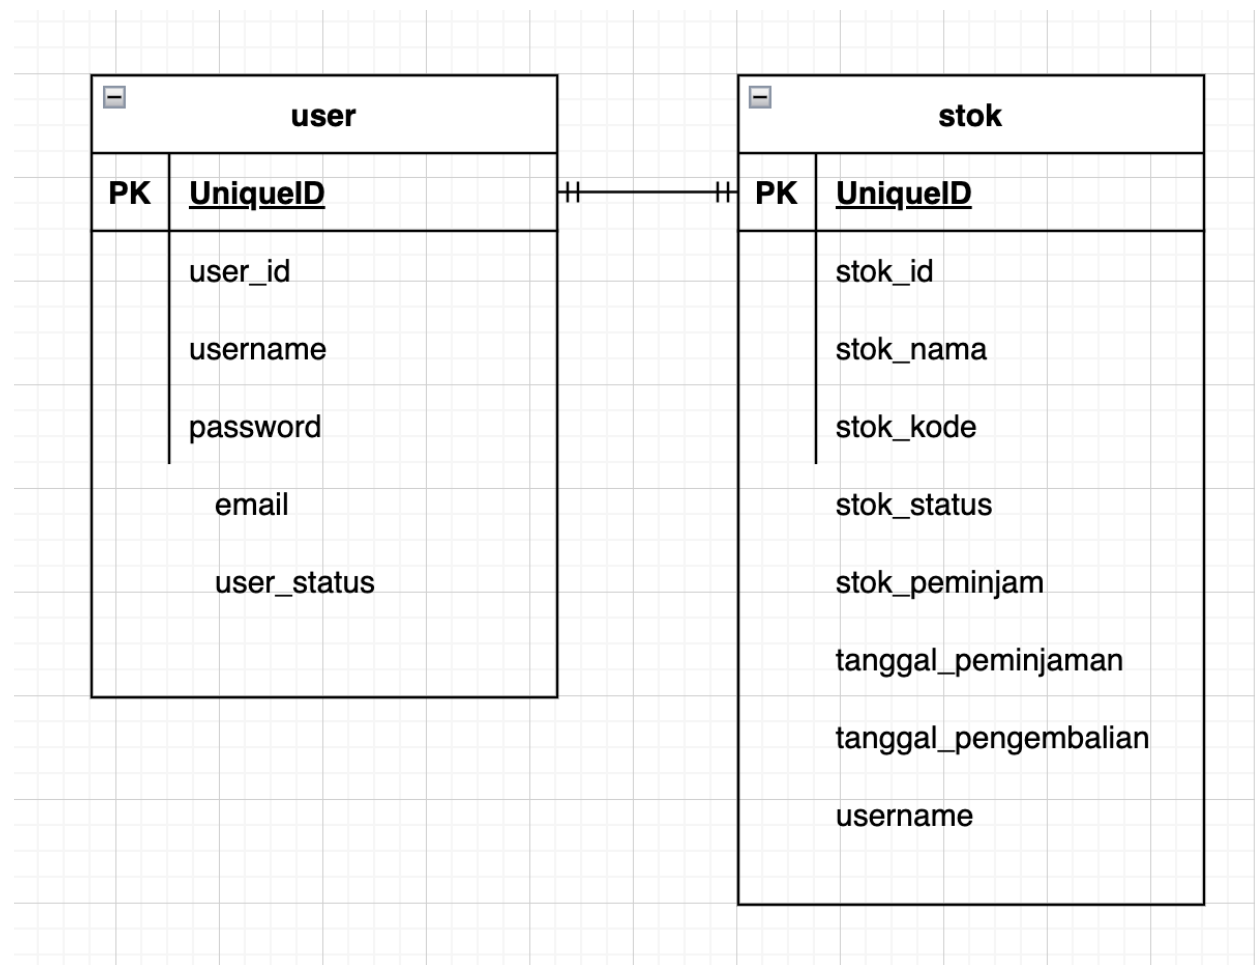 user
PK UniqueID
user_id
username
password
email
user_status
stok
PK UniqueID
stok_id
stok_nama
stok_kode
stok_status
stok_peminjam
tanggal_peminjaman
tanggal_pengembalian
username